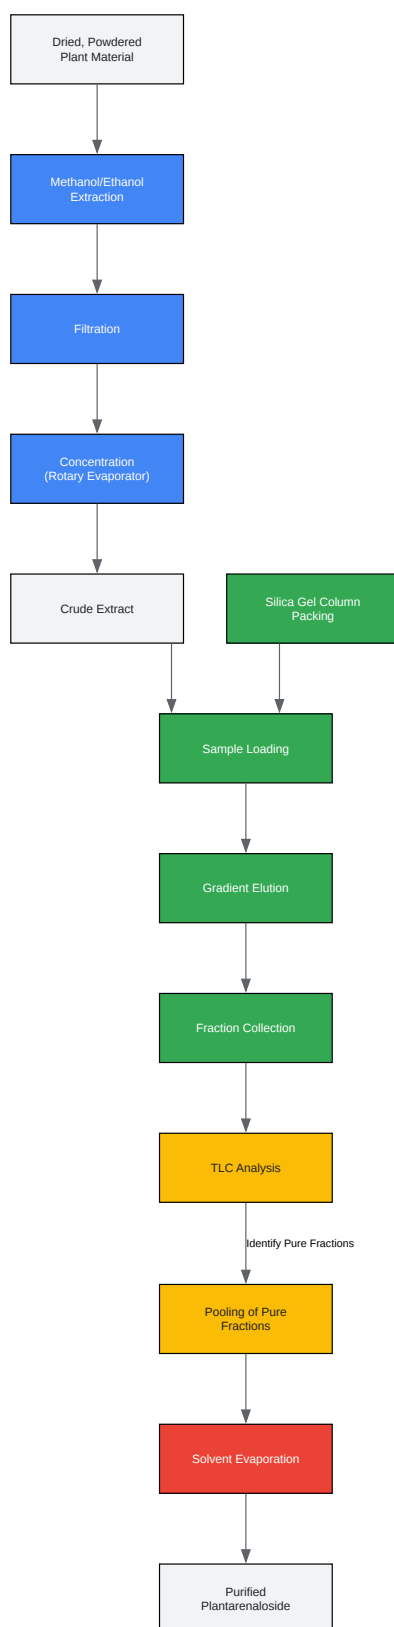 Dried, Powdered
Plant Material
Methanol/Ethanol
Extraction
Filtration
Concentration
(Rotary Evaporator)
Crude Extract
Silica Gel Column
Packing
Sample Loading
Gradient Elution
Fraction Collection
TLC Analysis
Identify Pure Fractions
Pooling of Pure
Fractions
Solvent Evaporation
Purified
Plantarenaloside